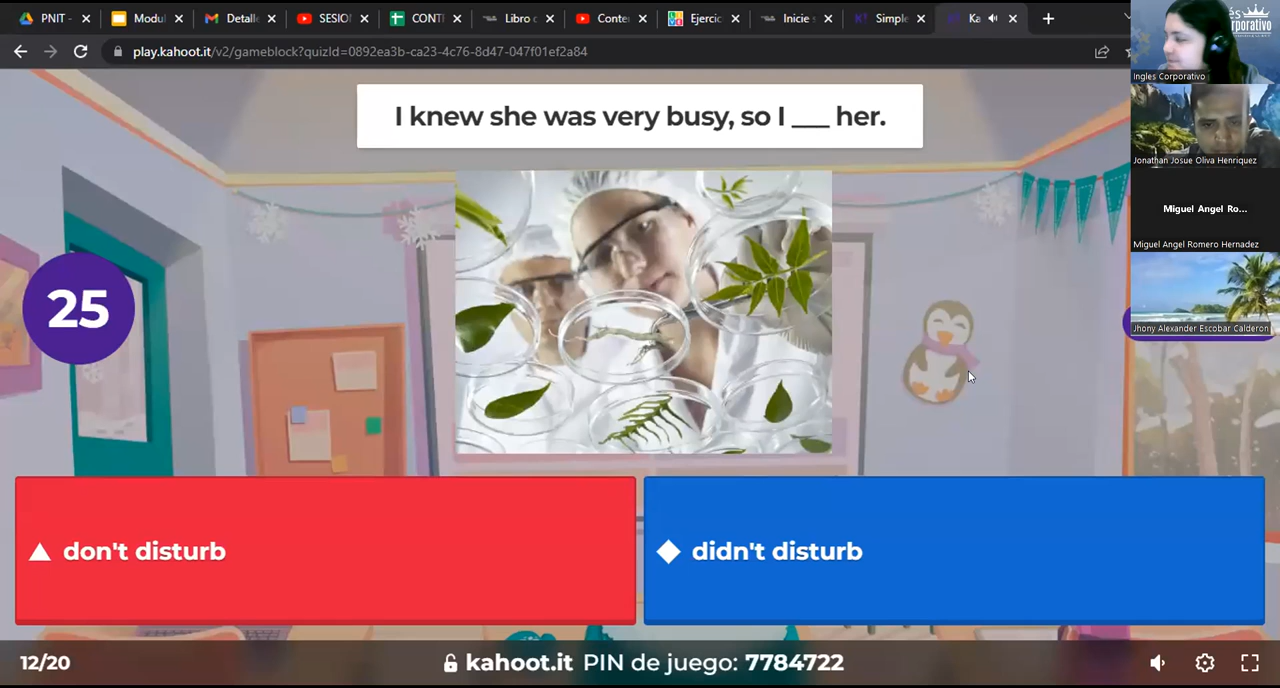 PNIT -
Modul
Detall
SESIO
CONT
Libro
Conte
Ejercic
Inicie s
Simple
Ka
play.kahoot.it/v2/gameblock?quizId=0892ea3b-ca23-4c76-8d47-047f01ef2a84
és
rporativo
Ingles Corporativo
Jonathan Josue Oliva Henriquez
Miguel Angel Ro...
Miguel Angel Romero Hernadez
Jhony Alexander Escobar Calderon
I knew she was very busy, so I ___ her.
25
don't disturb
didn't disturb
12/20
kahoot.it PIN de juego: 7784722